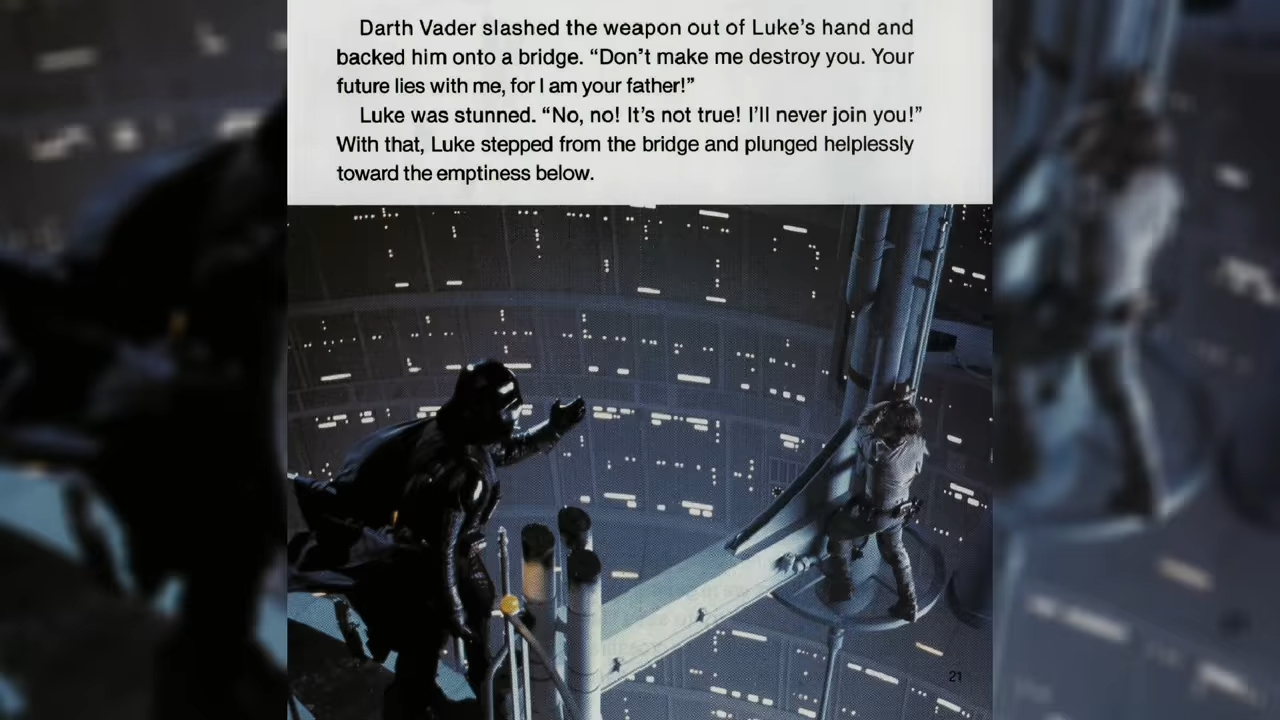 Darth Vader slashed the weapon out of Luke’s hand and
backed him onto a bridge. “Don’t make me destroy you. Your
future lies with me, for I am your father!”
Luke was stunned. “No, no! It’s not true! I’ll never join you!”
With that, Luke stepped from the bridge and plunged helplessly
toward the emptiness below.
21